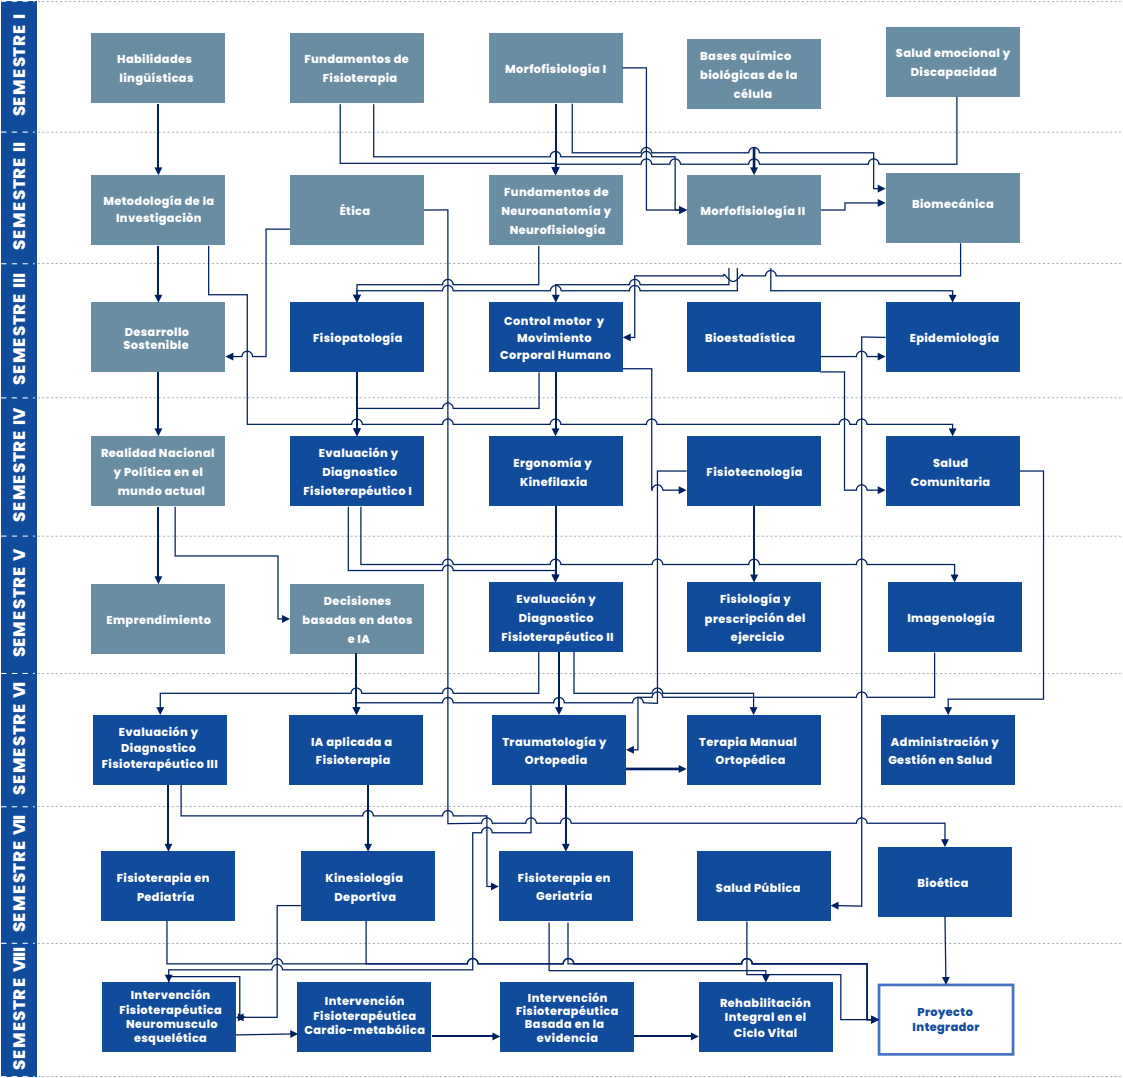 SEMESTRE I
Habilidades
lingüísticas
Fundamentos de
Fisioterapia
Morfofisiología I
Bases químico
biológicas de la
célula
Salud emocional y
Discapacidad
SEMESTRE II
Metodología de la
Investigaciòn
Ética
Fundamentos de
Neuroanatomía y
Neurofisiología
Morfofisiología II
Biomecánica
SEMESTRE III
Desarrollo
Sostenible
Fisiopatología
Control motor y
Movimiento
Corporal Humano
Bioestadística
Epidemiología
SEMESTRE IV
Realidad Nacional
y Política en el
mundo actual
Evaluación y
Diagnostico
Fisioterapéutico I
Ergonomía y
Kinefilaxia
Fisiotecnología
Salud
Comunitaria
SEMESTRE V
Emprendimiento
Decisiones
basadas en datos
e IA
Evaluación y
Diagnostico
Fisioterapéutico II
Fisiología y
prescripción del
ejercicio
Imagenología
SEMESTRE VI
Evaluación y
Diagnostico
Fisioterapéutico III
IA aplicada a
Fisioterapia
Traumatología y
Ortopedia
Terapia Manual
Ortopédica
Administración y
Gestión en Salud
SEMESTRE VII
Fisioterapia en
Pediatría
Kinesiología
Deportiva
Fisioterapia en
Geriatría
Salud Pública
Bioética
SEMESTRE VIII
Intervención
Fisioterapéutica
Neuromusculo
esquelética
Intervención
Fisioterapéutica
Cardio-metabólica
Intervención
Fisioterapéutica
Basada en la
evidencia
Rehabilitación
Integral en el
Ciclo Vital
Proyecto
Integrador